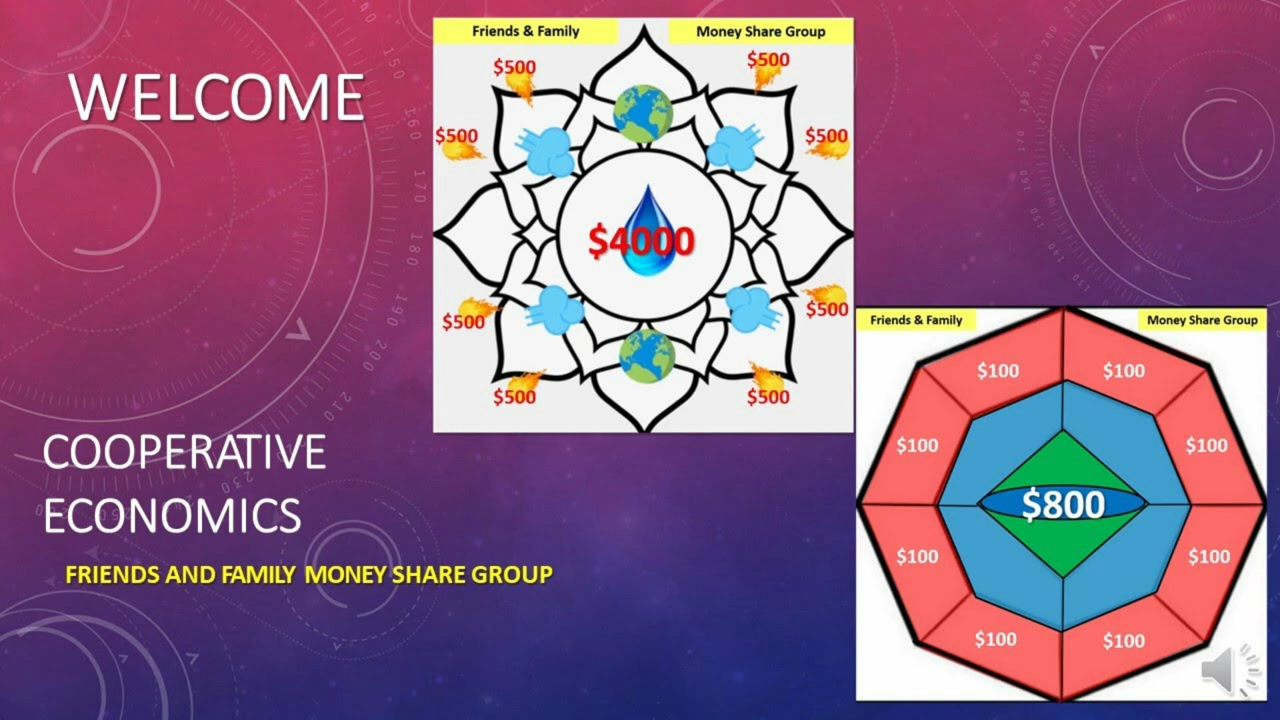 WELCOME
Friends & Family
Money Share Group
$500
$500
$500
$500
$4000
$500
$500
$500
$500
COOPERATIVE
ECONOMICS
FRIENDS AND FAMILY MONEY SHARE GROUP
Friends & Family
Money Share Group
$100
$100
$100
$100
$800
$100
$100
$100
$100